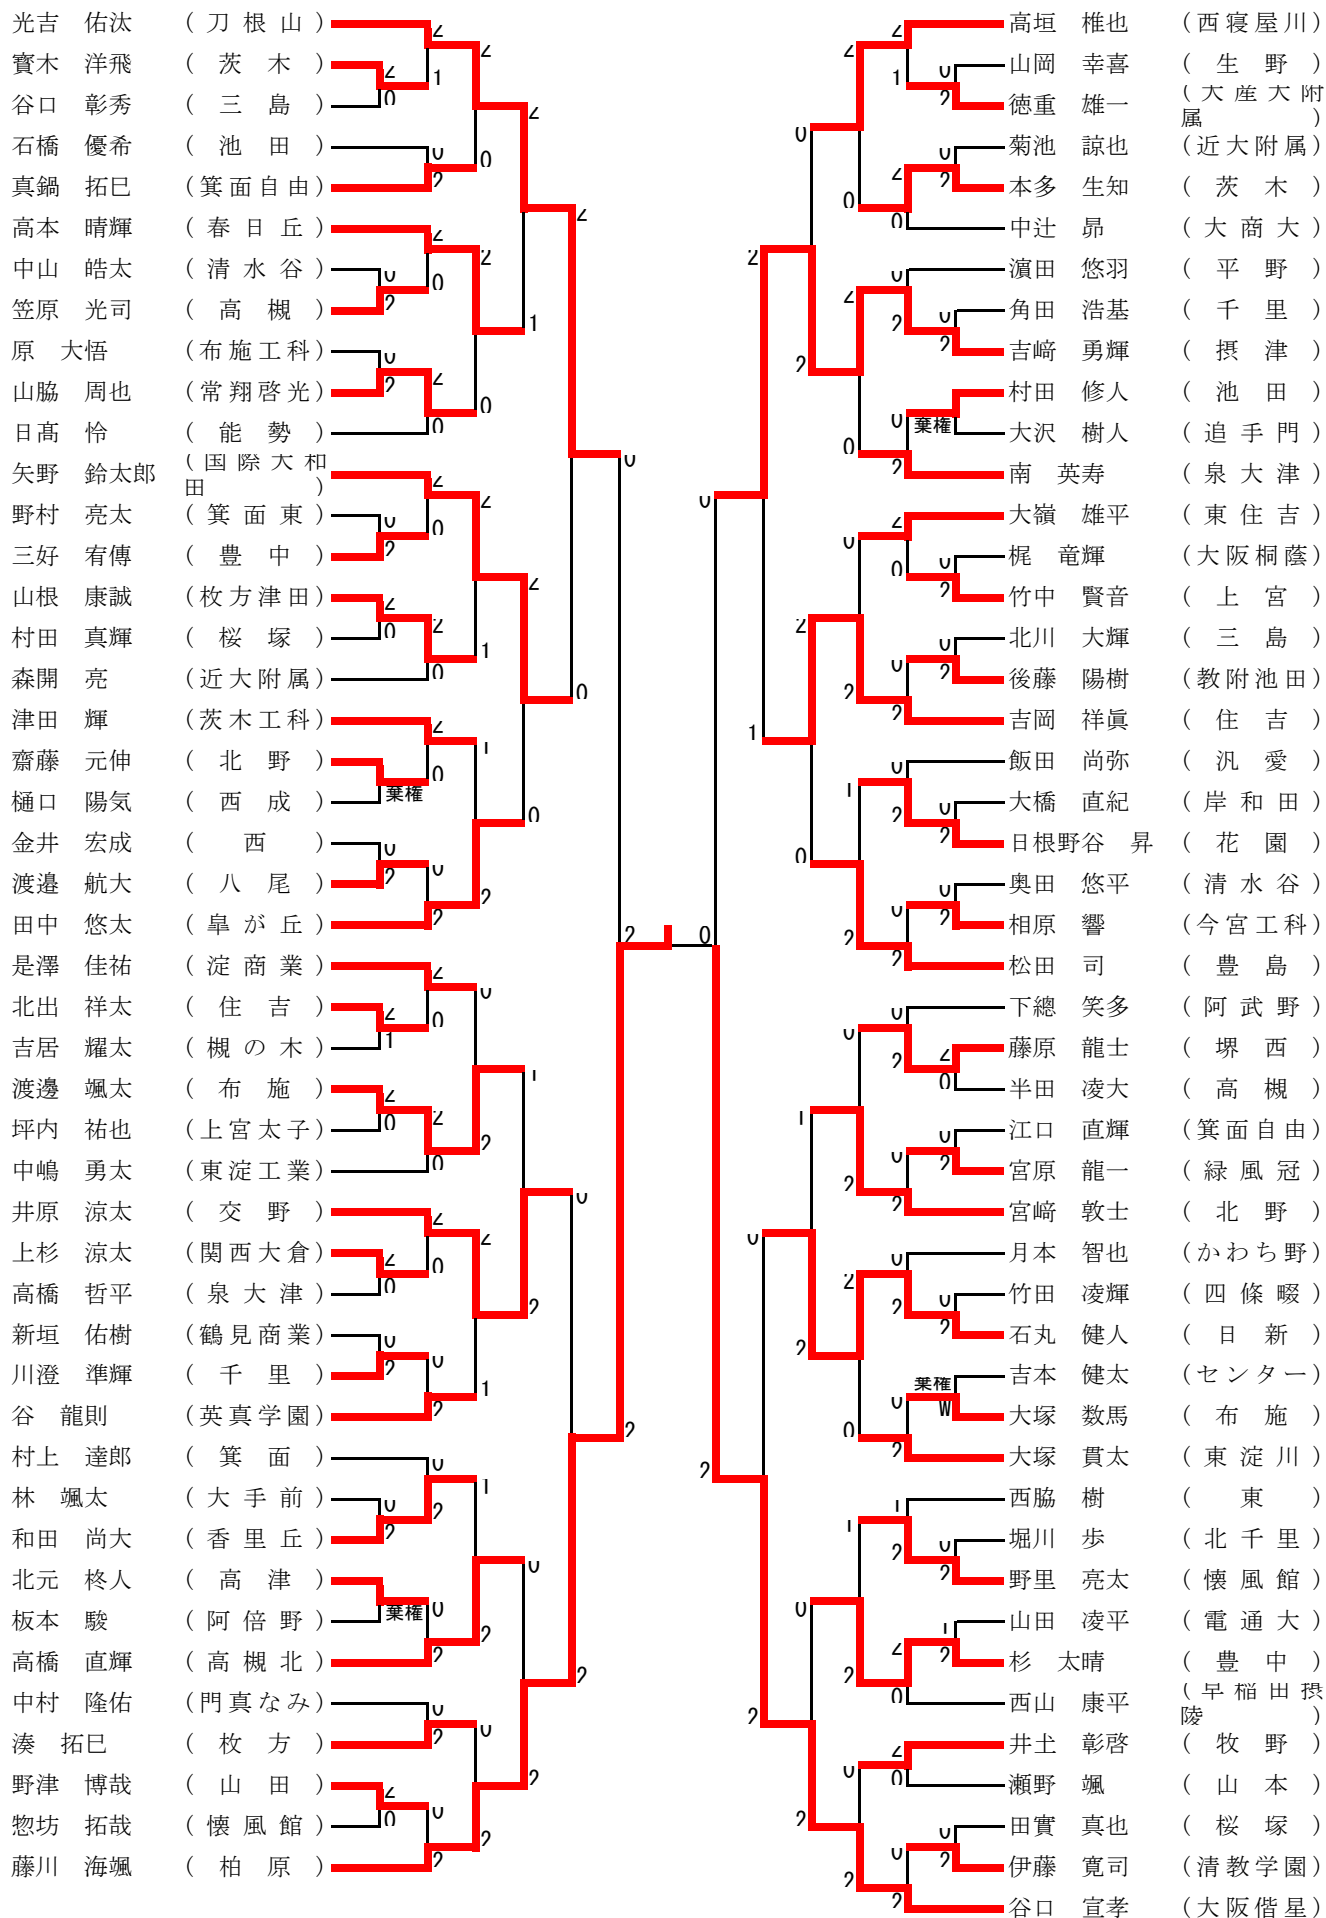 光吉 佑汰 (刀根山)
寳木 洋飛 (茨木)
谷口 彰秀 (三島)
石橋 優希 (池田)
真鍋 拓巳 (箕面自由)
高本 晴輝 (春日丘)
中山 皓太 (清水谷)
笠原 光司 (高槻)
原 大悟 (布施工科)
山脇 周也 (常翔啓光)
日髙 怜 (能勢)
矢野 鈴太郎 (国際大和田)
野村 亮太 (箕面東)
三好 宥傳 (豊中)
山根 康誠 (枚方津田)
村田 真輝 (桜塚)
森開 亮 (近大附属)
津田 輝 (茨木工科)
齋藤 元伸 (北野)
樋口 陽気 (西成)
棄権
金井 宏成 (西)
渡邉 航大 (八尾)
田中 悠太 (阜が丘)
是澤 佳祐 (淀商業)
北出 祥太 (住吉)
吉居 耀太 (槻の木)
渡邊 颯太 (布施)
坪内 祐也 (上宮太子)
中嶋 勇太 (東淀工業)
井原 涼太 (交野)
上杉 涼太 (関西大倉)
高橋 哲平 (泉大津)
新垣 佑樹 (鶴見商業)
川澄 準輝 (千里)
谷 龍則 (英真学園)
村上 達郎 (箕面)
林 颯太 (大手前)
和田 尚大 (香里丘)
北元 柊人 (高津)
板本 駿 (阿倍野)
棄権
高橋 直輝 (高槻北)
中村 隆佑 (門真なみ)
湊 拓巳 (枚方)
野津 博哉 (山田)
惣坊 拓哉 (懐風館)
藤川 海颯 (柏原)
高垣 椎也 (西寝屋川)
山岡 幸喜 (生野)
徳重 雄一 (大産大附属)
菊池 諒也 (近大附属)
本多 生知 (茨木)
中辻 昴 (大商大)
濵田 悠羽 (平野)
角田 浩基 (千里)
吉﨑 勇輝 (摂津)
村田 修人 (池田)
棄権
大沢 樹人 (追手門)
南 英寿 (泉大津)
大嶺 雄平 (東住吉)
梶 竜輝 (大阪桐蔭)
竹中 賢音 (上宮)
北川 大輝 (三島)
後藤 陽樹 (教附池田)
吉岡 祥眞 (住吉)
飯田 尚弥 (汎愛)
大橋 直紀 (岸和田)
日根野谷 昇 (花園)
奥田 悠平 (清水谷)
相原 響 (今宮工科)
松田 司 (豊島)
下總 笑多 (阿武野)
藤原 龍士 (堺西)
半田 凌大 (高槻)
江口 直輝 (箕面自由)
宮原 龍一 (緑風冠)
宮﨑 敦士 (北野)
月本 智也 (かわち野)
竹田 凌輝 (四條畷)
石丸 健人 (日新)
吉本 健太 (センター)
棄権
W
大塚 数馬 (布施)
大塚 貫太 (東淀川)
西脇 樹 (東)
堀川 歩 (北千里)
野里 亮太 (懐風館)
山田 凌平 (電通大)
杉 太晴 (豊中)
西山 康平 (早稲田摂陵)
井土 彰啓 (牧野)
瀬野 颯 (山本)
田實 真也 (桜塚)
伊藤 寛司 (清教学園)
谷口 宣孝 (大阪偕星)